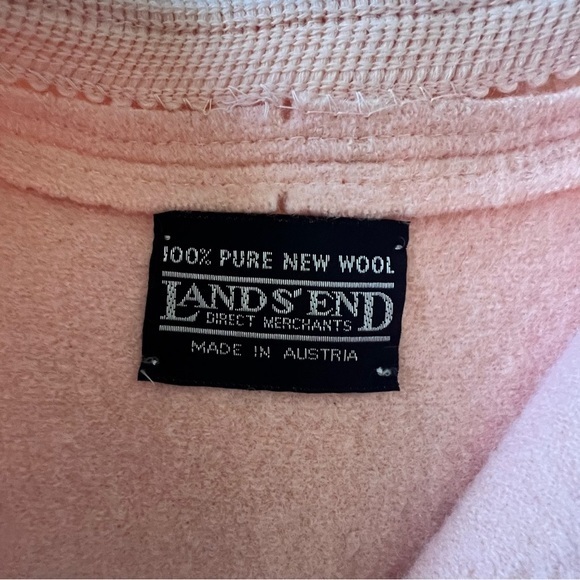 100% PURE NEW WOOL
LANDS' END
DIRECT MERCHANTS
MADE IN AUSTRIA